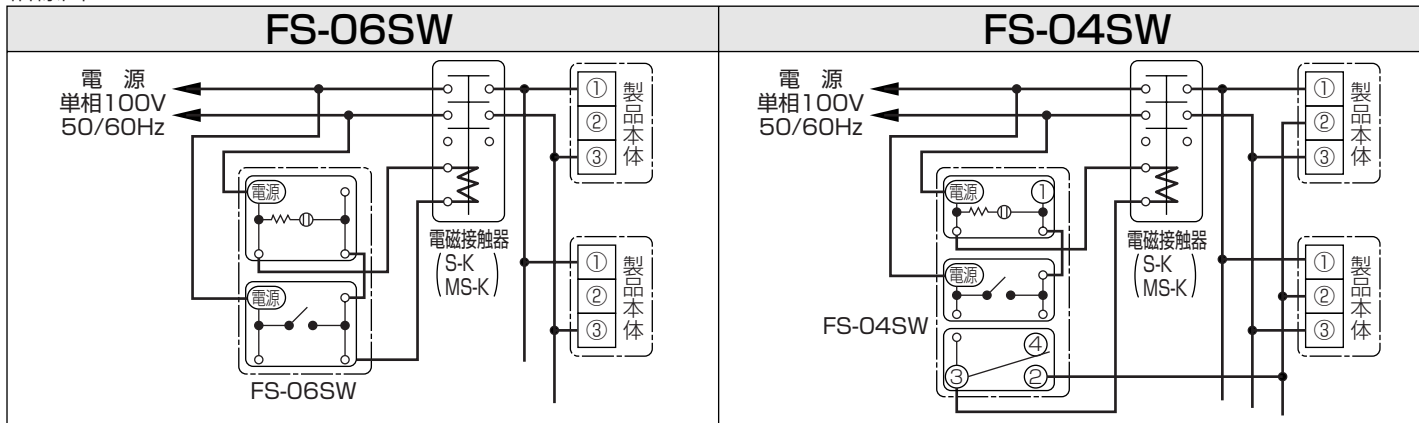 FS-06SW
電 源
単相100V
50/60Hz
電源
電源
FS-06SW
電磁接触器
(S-K
MS-K)
①
②
③
製品本体
①
②
③
製品本体
FS-04SW
電 源
単相100V
50/60Hz
電源
①
電源
④
③
②
FS-04SW
電磁接触器
(S-K
MS-K)
①
②
③
製品本体
①
②
③
製品本体